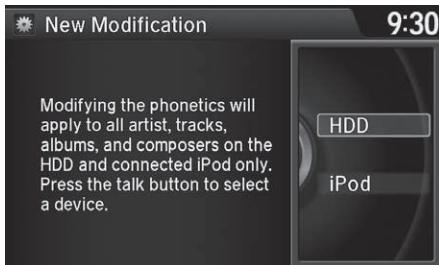 New Modification
9:30
Modifying the phonetics will
apply to all artist, tracks,
albums, and composers on the
HDD and connected iPod only.
Press the talk button to select
a device.
HDD
iPod